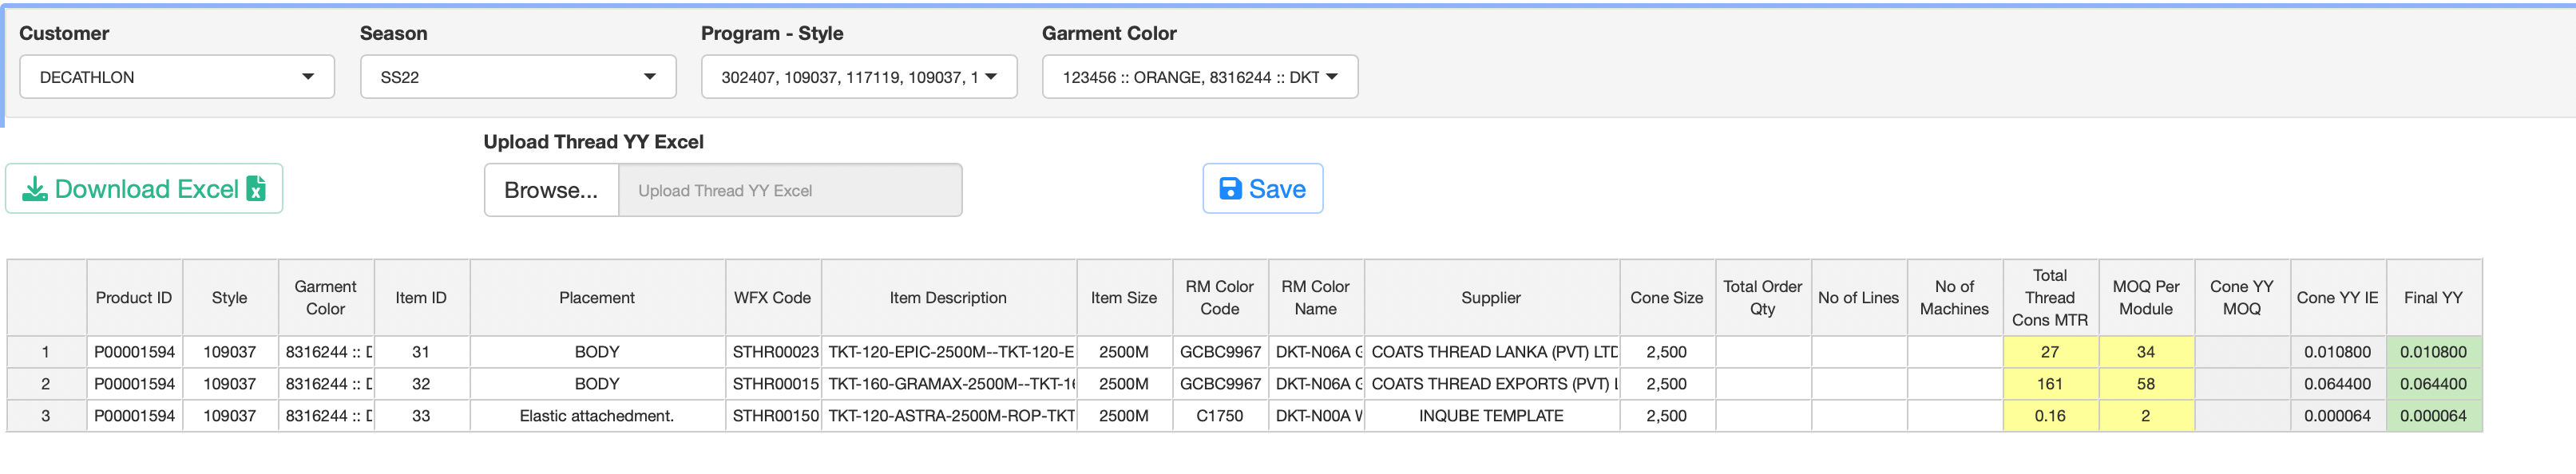 Customer Season Program - Style Garment Color
DECATHLON SS22 302407, 109037, 117119, 109037, 1 123456 :: ORANGE, 8316244 :: DKT
Upload Thread YY Excel
Download Excel Browse... Upload Thread YY Excel Save
Product ID Style Garment Color Item ID Placement WFX Code Item Description Item Size RM Color Code RM Color Name Supplier Cone Size Total Order Qty No of Lines No of Machines Total Thread Cons MTR MOQ Per Module Cone YY MOQ Cone YY IE Final YY
1 P00001594 109037 8316244 :: D 31 BODY STHR00023 TKT-120-EPIC-2500M--TKT-120-E 2500M GCBC9967 DKT-N06A G COATS THREAD LANKA (PVT) LTD 2,500 27 34 0.010800 0.010800
2 P00001594 109037 8316244 :: D 32 BODY STHR00015 TKT-160-GRAMAX-2500M--TKT-16 2500M GCBC9967 DKT-N06A G COATS THREAD EXPORTS (PVT) L 2,500 161 58 0.064400 0.064400
3 P00001594 109037 8316244 :: D 33 Elastic attachedment. STHR00150 TKT-120-ASTRA-2500M-ROP-TKT 2500M C1750 DKT-N00A W INQUBE TEMPLATE 2,500 0.16 2 0.000064 0.000064